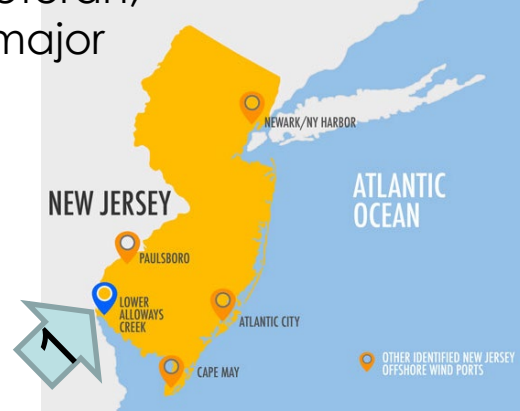 major
NEWARK/NY HARBOR
NEW JERSEY
ATLANTIC
OCEAN
PAULSBORO
LOWER
ALLOWAYS
CREEK
ATLANTIC CITY
CAPE MAY
OTHER IDENTIFIED NEW JERSEY
OFFSHORE WIND PORTS
1